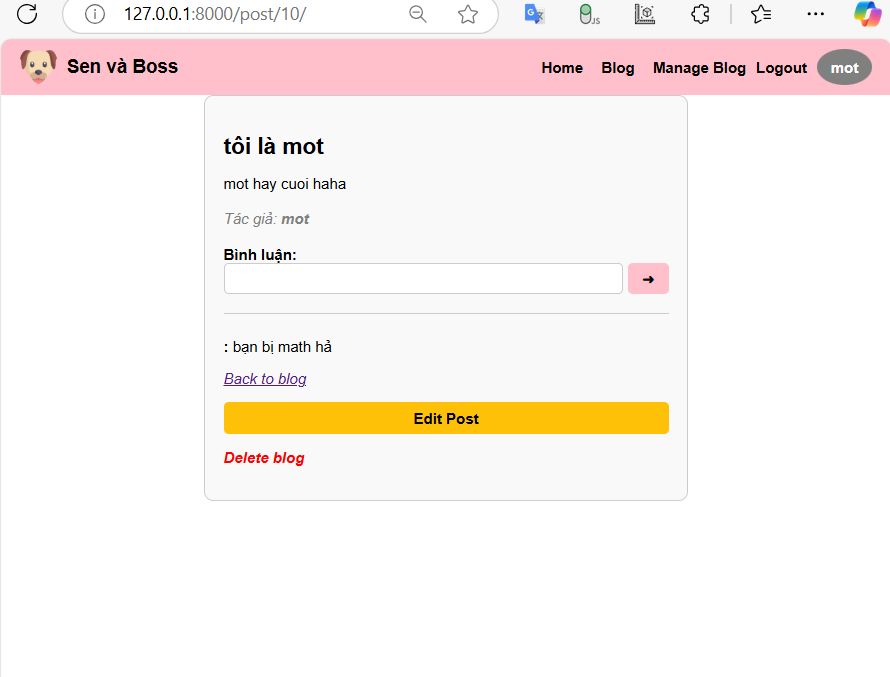 127.0.0.1:8000/post/10/
Sen và Boss Home Blog Manage Blog Logout mot
tôi là mot
mot hay cuoi haha
Tác giả: mot
Bình luận:
➜
: bạn bị math hả
Back to blog
Edit Post
Delete blog